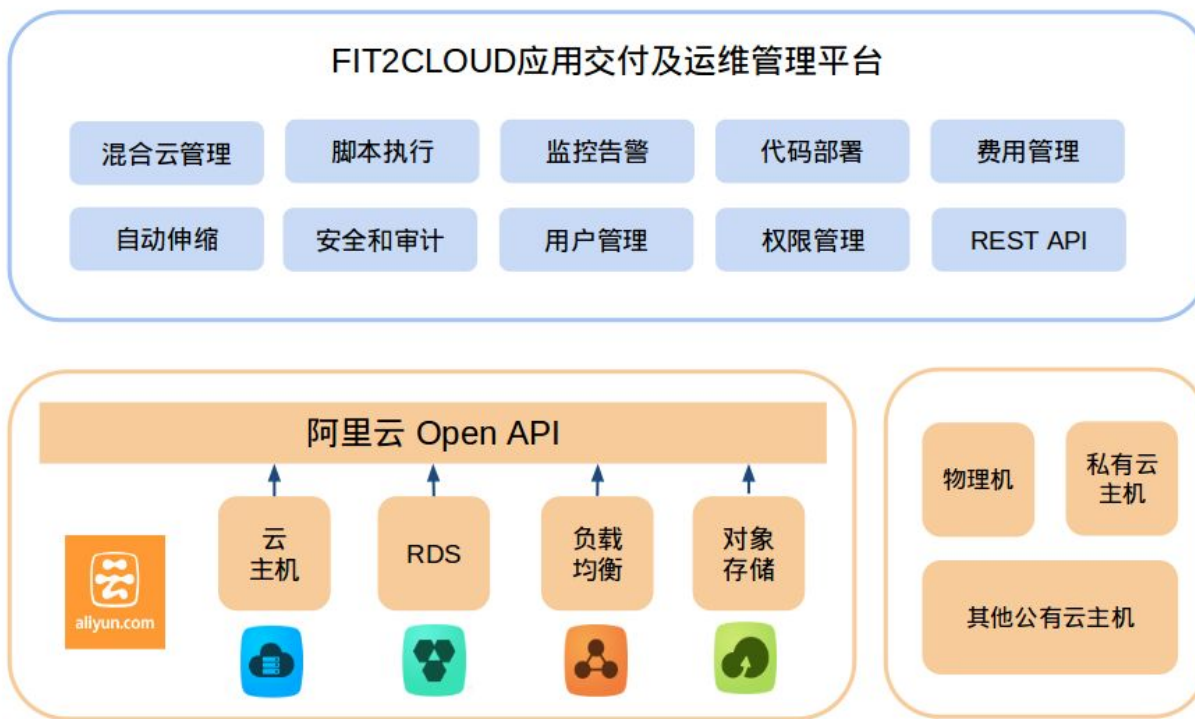 FIT2CLOUD应用交付及运维管理平台
混合云管理
脚本执行
监控告警
代码部署
费用管理
自动伸缩
安全和审计
用户管理
权限管理
REST API
阿里云 Open API
云
主机
RDS
负载
均衡
对象
存储
aliyun.com
物理机
私有云
主机
其他公有云主机